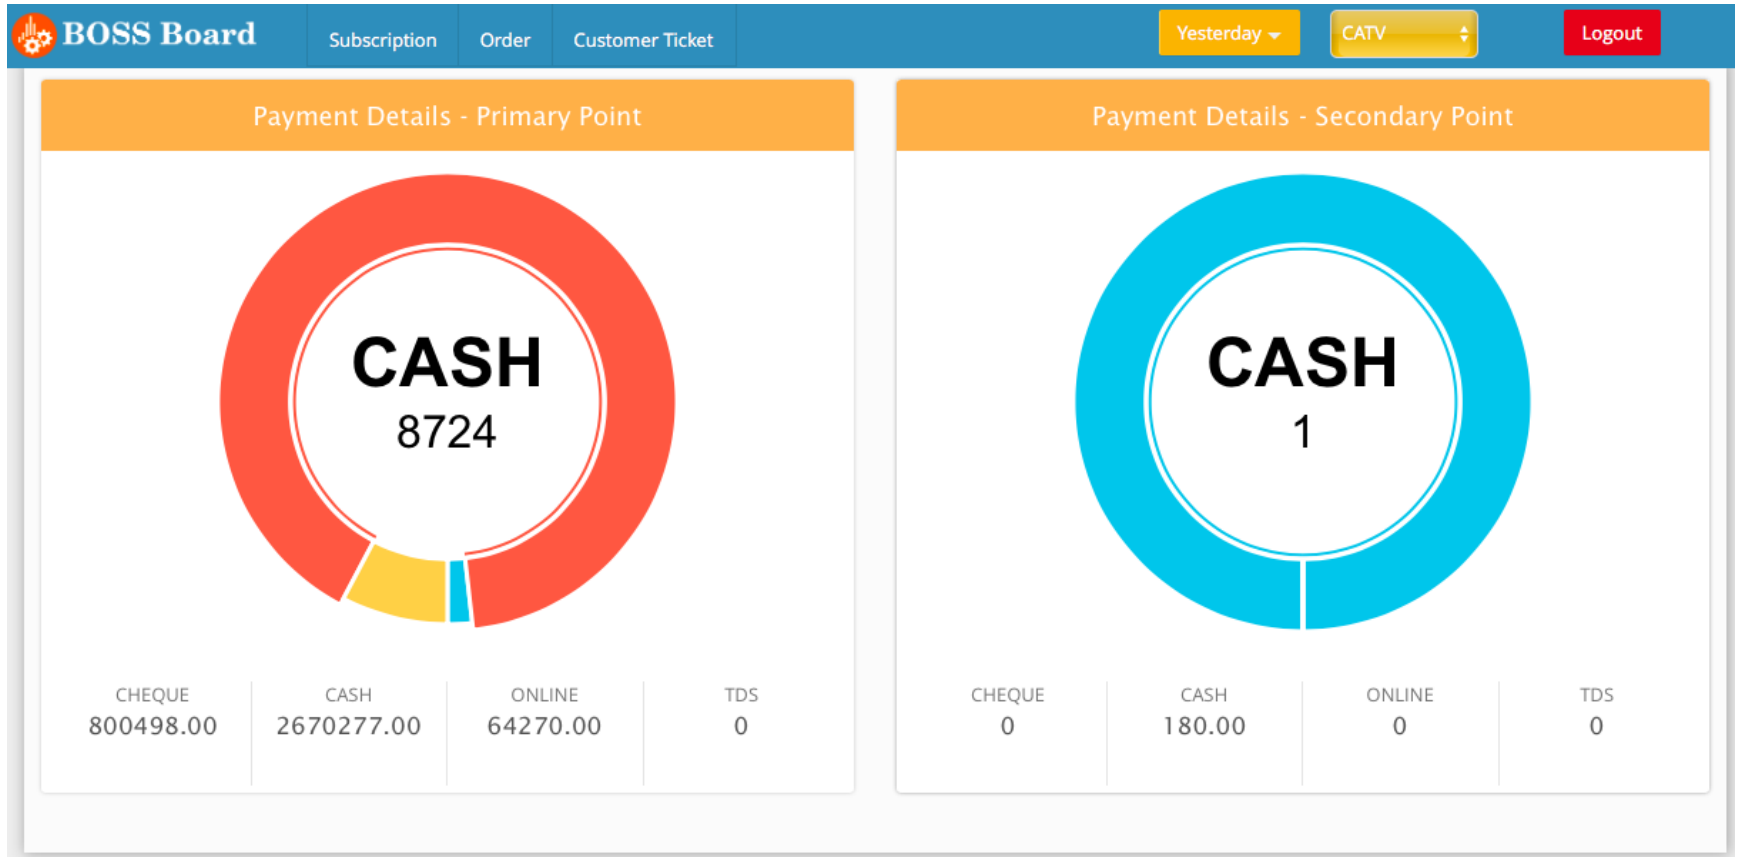 BOSS Board
Subscription
Order
Customer Ticket
Yesterday
CATV
Logout
Payment Details - Primary Point
CASH
8724
CHEQUE
800498.00
CASH
2670277.00
ONLINE
64270.00
TDS
0
Payment Details - Secondary Point
CASH
1
CHEQUE
0
CASH
180.00
ONLINE
0
TDS
0